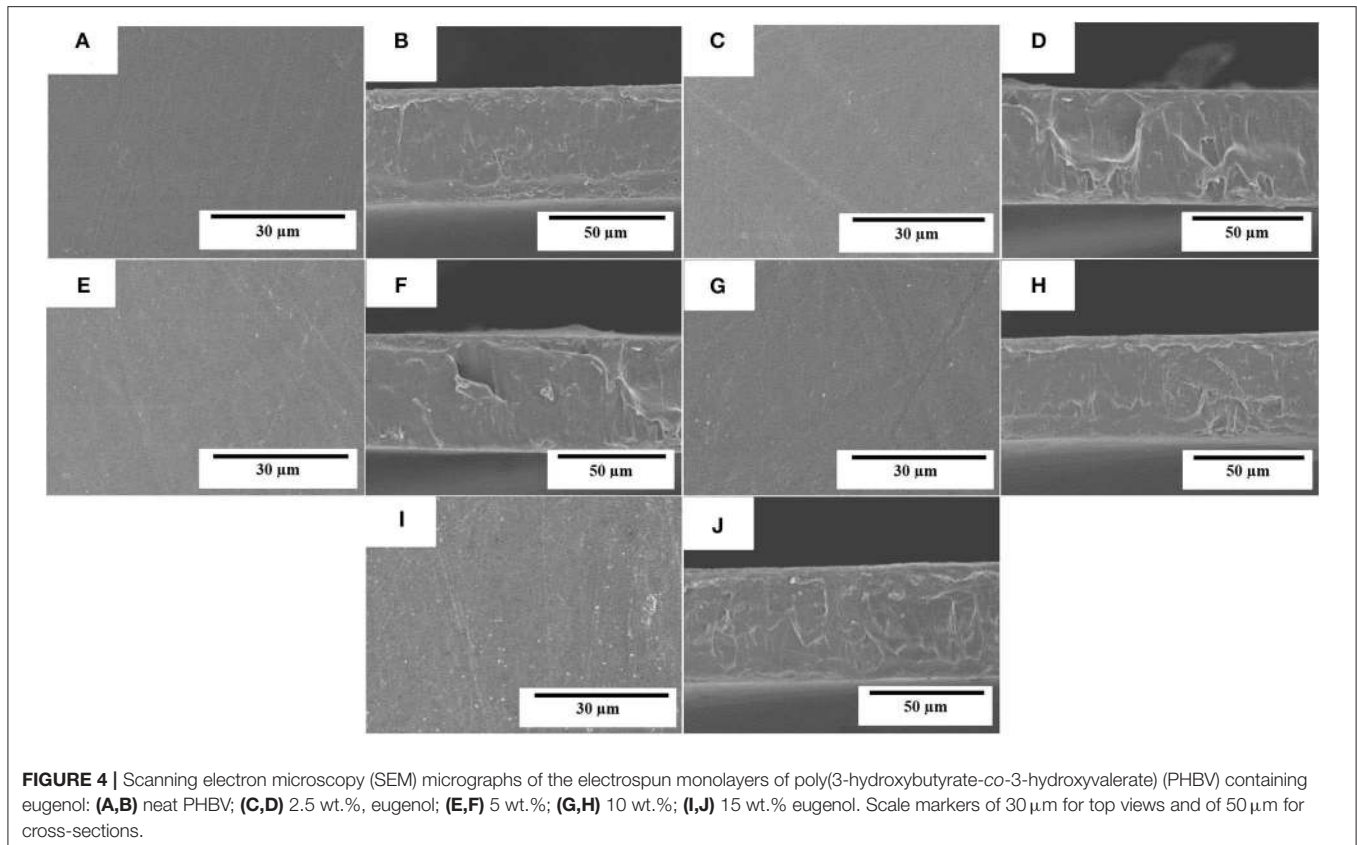 A
B
C
D
30 µm
50 µm
30 µm
50 µm
E
F
G
H
30 µm
50 µm
30 µm
50 µm
I
J
30 µm
50 µm
FIGURE 4 | Scanning electron microscopy (SEM) micrographs of the electrospun monolayers of poly(3-hydroxybutyrate-co-3-hydroxyvalerate) (PHBV) containing
eugenol: (A,B) neat PHBV; (C,D) 2.5 wt.%, eugenol; (E,F) 5 wt.%; (G,H) 10 wt.%; (I,J) 15 wt.% eugenol. Scale markers of 30 µm for top views and of 50 µm for
cross-sections.